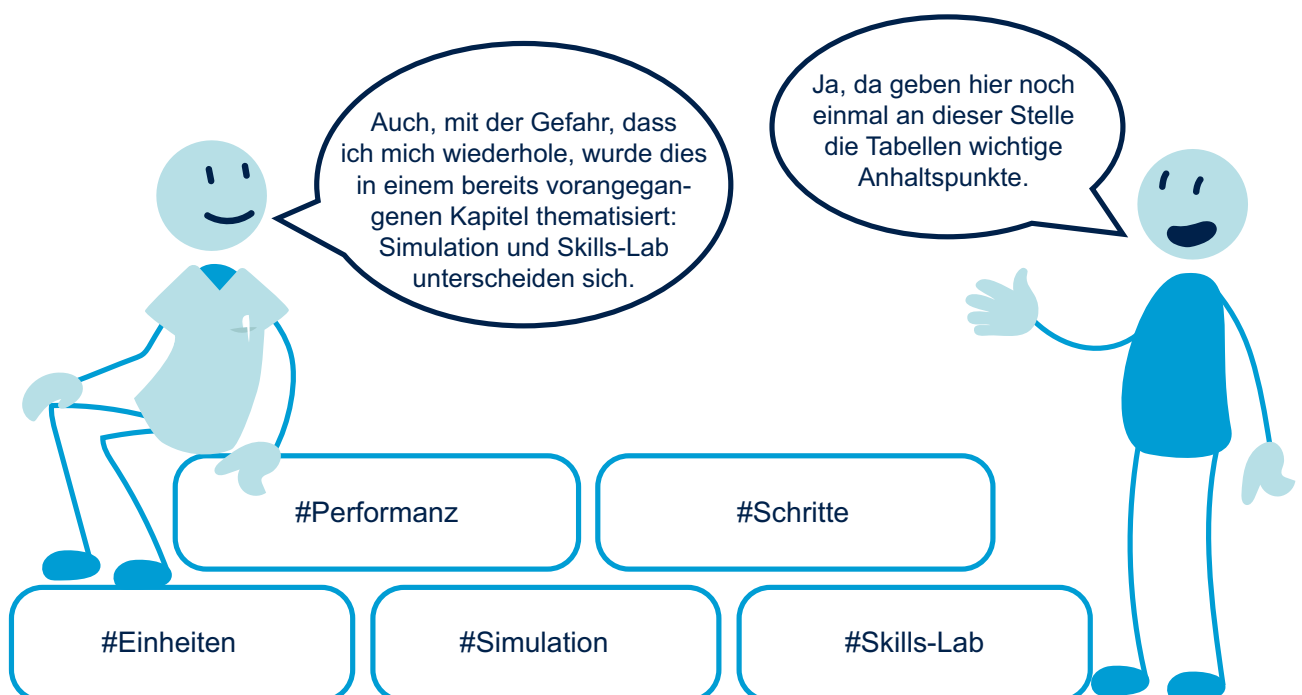 Auch, mit der Gefahr, dass
ich mich wiederhole, wurde dies
in einem bereits vorangegan-
genen Kapitel thematisiert:
Simulation und Skills-Lab
unterscheiden sich.
Ja, da geben hier noch
einmal an dieser Stelle
die Tabellen wichtige
Anhaltspunkte.
#Performanz
#Schritte
#Einheiten
#Simulation
#Skills-Lab